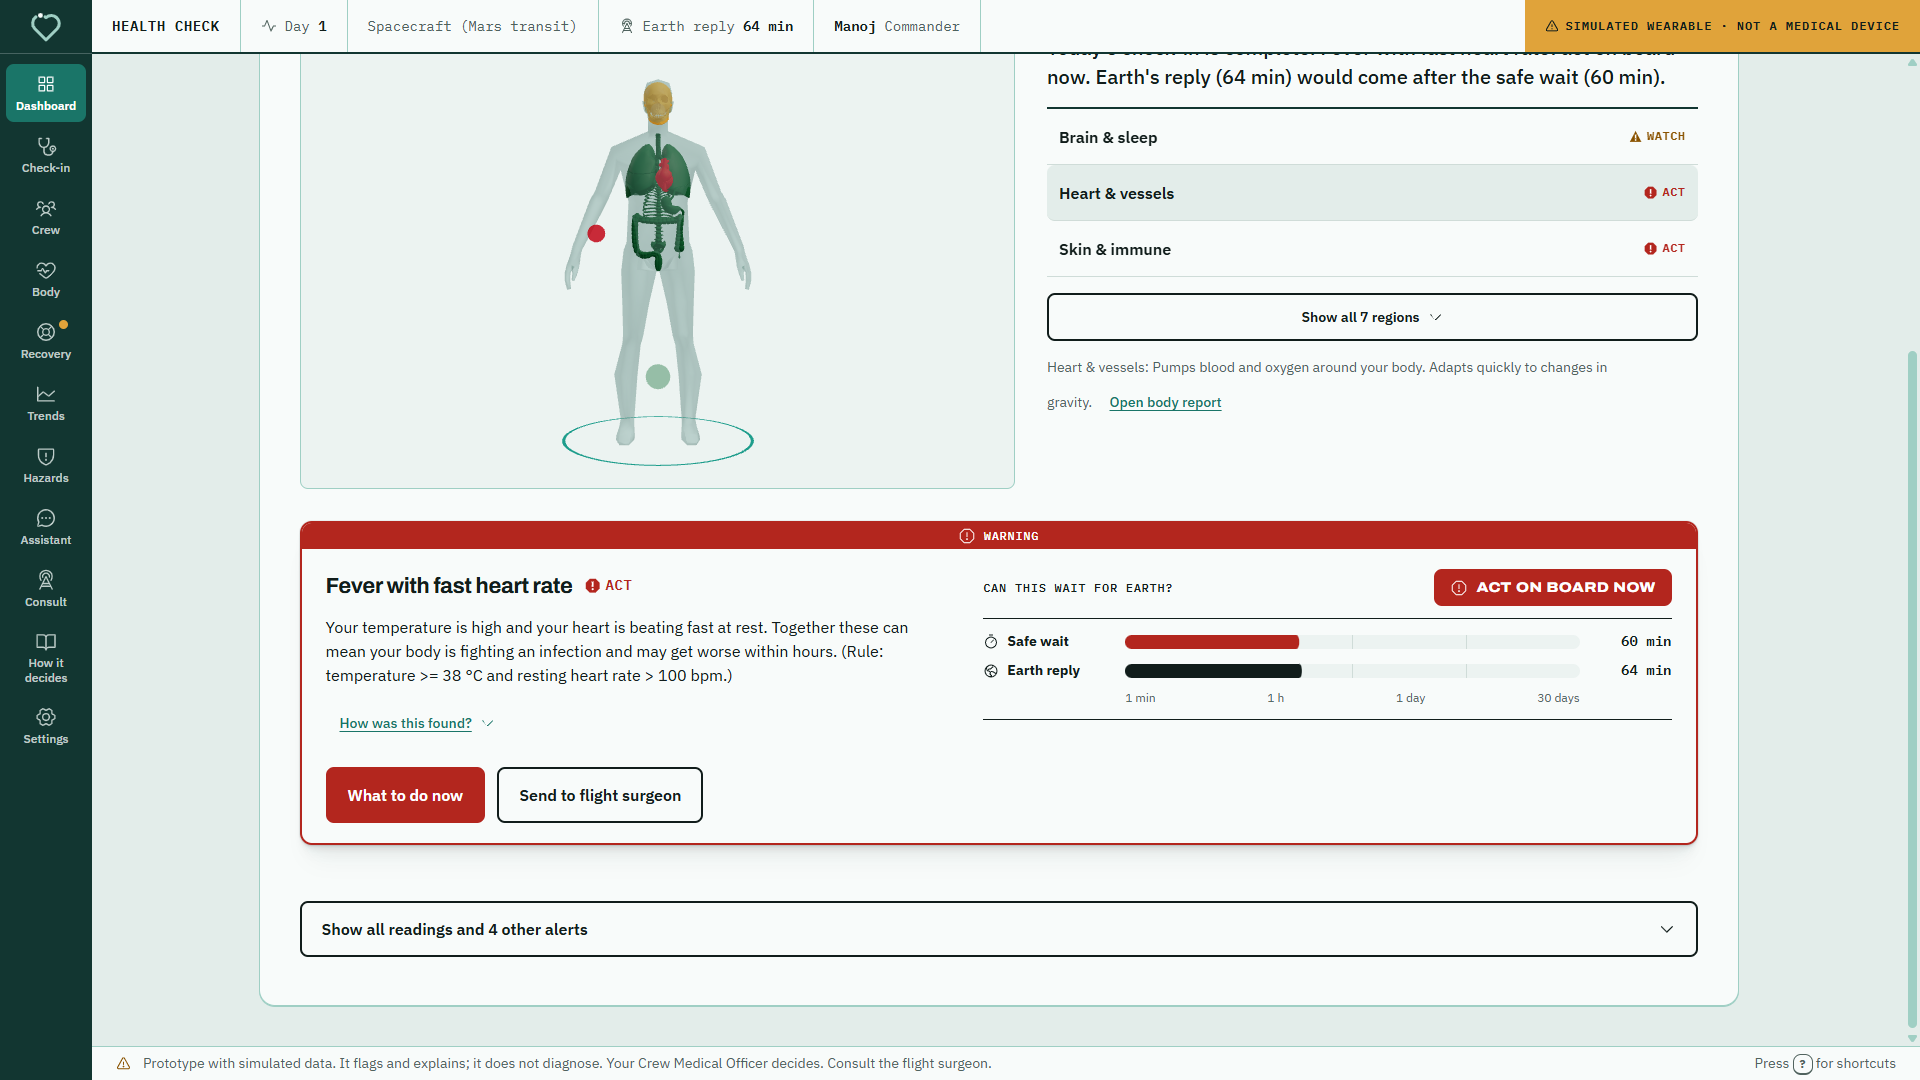 HEALTH CHECK
Day 1
Spacecraft (Mars transit)
Earth reply 64 min
Manoj Commander
SIMULATED WEARABLE · NOT A MEDICAL DEVICE
Dashboard
Check-in
Crew
Body
Recovery
Trends
Hazards
Assistant
Consult
How it
decides
Settings
now. Earth's reply (64 min) would come after the safe wait (60 min).
Brain & sleep WATCH
Heart & vessels ACT
Skin & immune ACT
Show all 7 regions
Heart & vessels: Pumps blood and oxygen around your body. Adapts quickly to changes in
gravity. Open body report
WARNING
Fever with fast heart rate ACT
Your temperature is high and your heart is beating fast at rest. Together these can
mean your body is fighting an infection and may get worse within hours. (Rule:
temperature >= 38 °C and resting heart rate > 100 bpm.)
How was this found?
What to do now
Send to flight surgeon
CAN THIS WAIT FOR EARTH?
ACT ON BOARD NOW
Safe wait 60 min
Earth reply 64 min
1 min 1 h 1 day 30 days
Show all readings and 4 other alerts
Prototype with simulated data. It flags and explains; it does not diagnose. Your Crew Medical Officer decides. Consult the flight surgeon.
Press ? for shortcuts